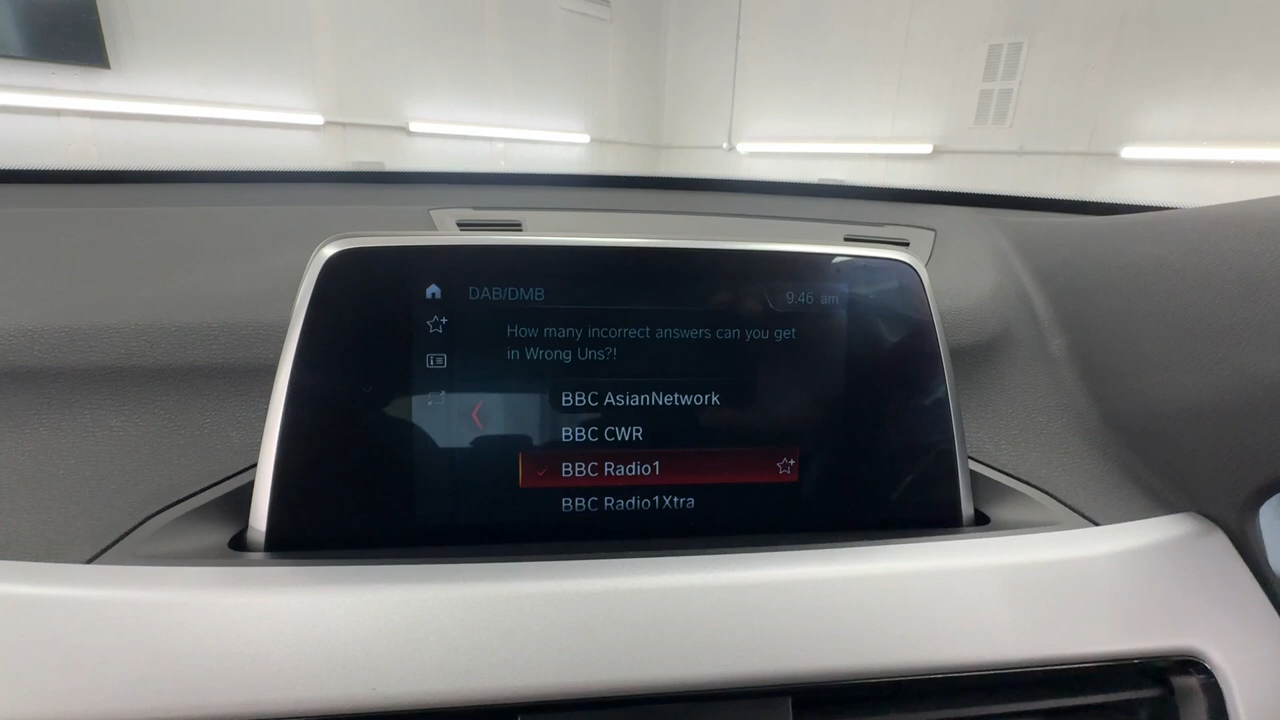 DAB/DMB
9:46 am
How many incorrect answers can you get
in Wrong Uns?!
BBC AsianNetwork
BBC CWR
BBC Radio1
BBC Radio1Xtra